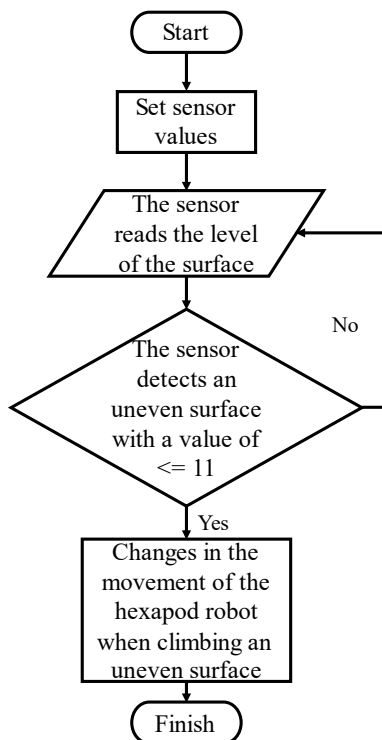 Start
Set sensor
values
The sensor
reads the level
of the surface
No
The sensor
detects an
uneven surface
with a value of
<= 11
Yes
Changes in the
movement of the
hexapod robot
when climbing an
uneven surface
Finish